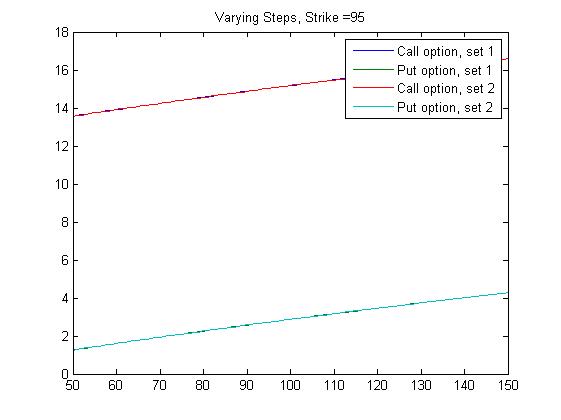 Varying Steps, Strike =95
18
16
14
12
10
8
6
4
2
0
Call option, set 1
Put option, set 1
Call option, set 2
Put option, set 2
50 60 70 80 90 100 110 120 130 140 150